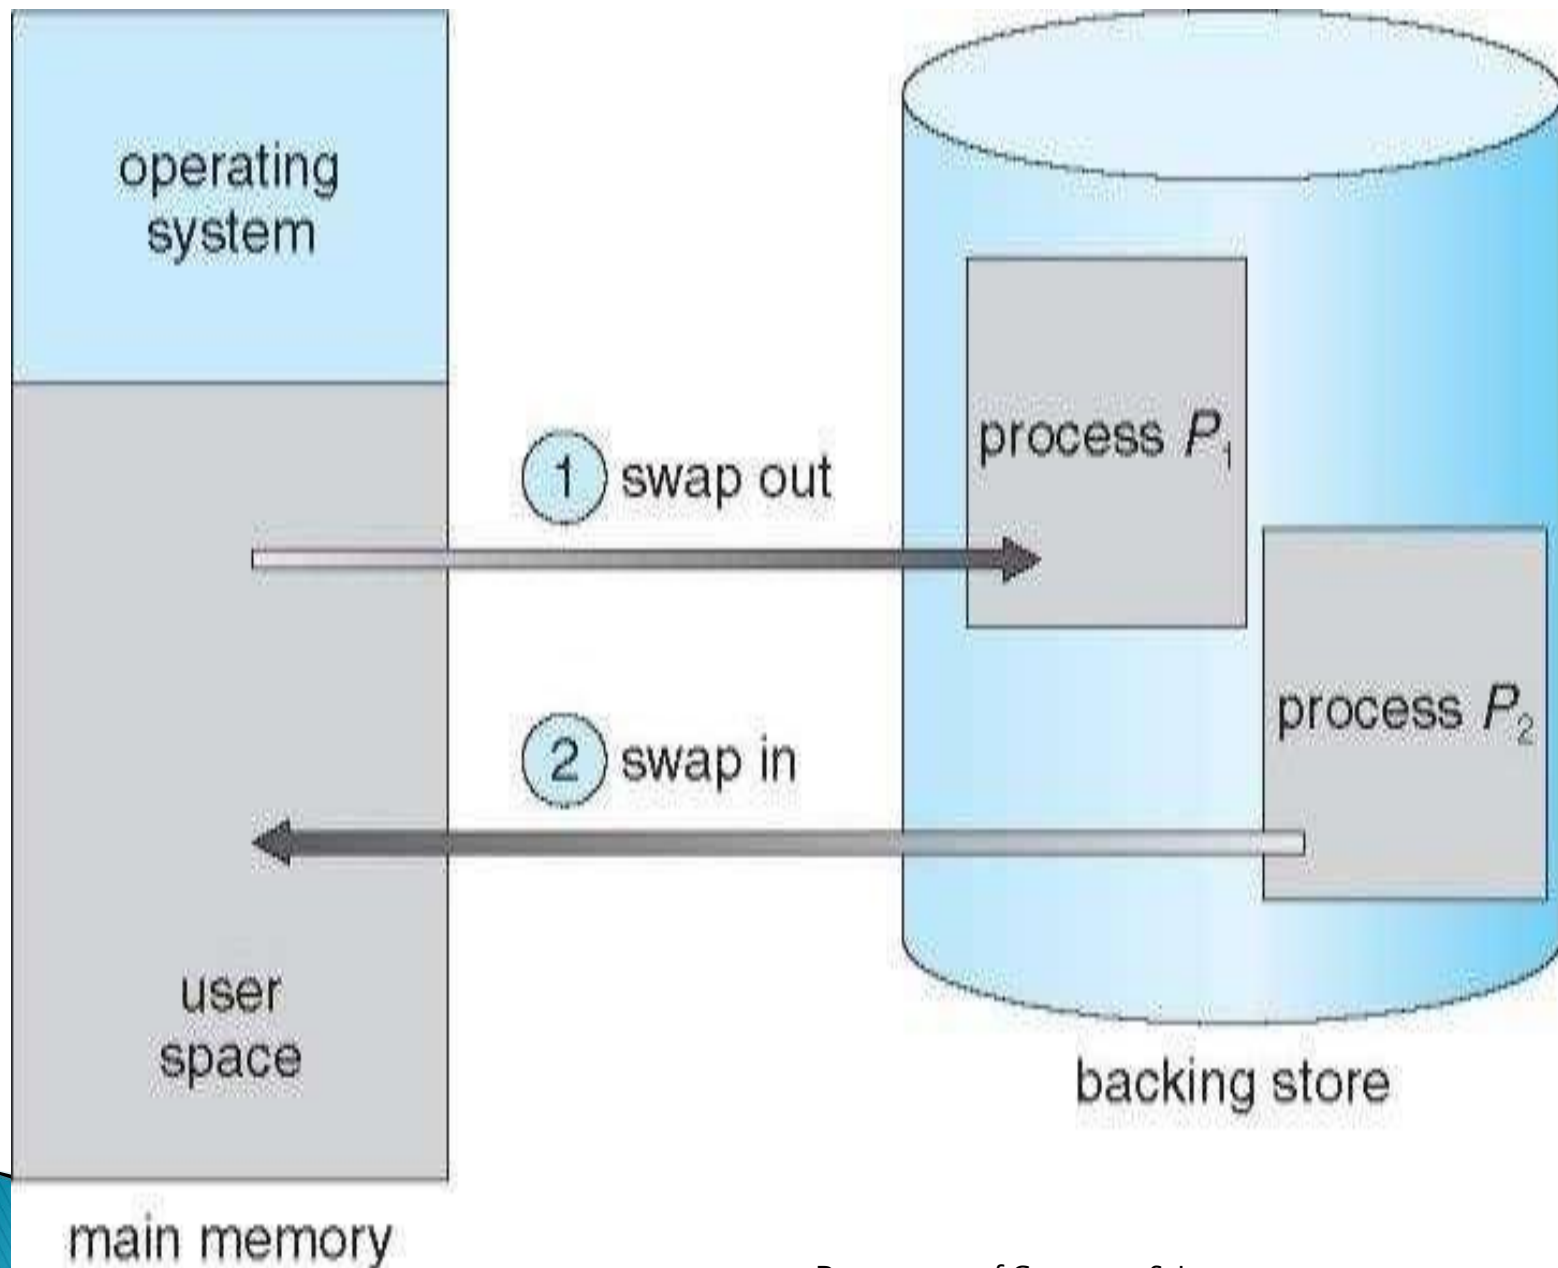 operating
system
1 swap out
process P₁
process P₂
2 swap in
user
space
backing store
main memory